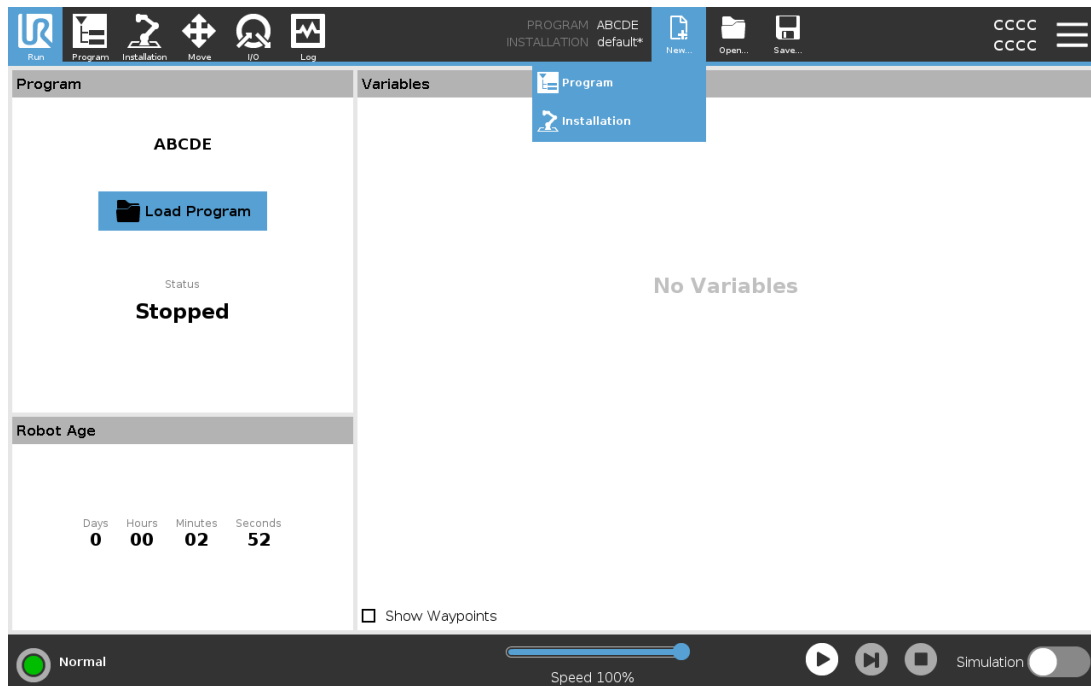 UR
Run
Program
Installation
Move
I/O
Log
PROGRAM ABCDE
INSTALLATION default*
New...
Open...
Save...
CCCC
CCCC
Program
Installation
Program
ABCDE
Load Program
Status
Stopped
Variables
No Variables
Robot Age
Days Hours Minutes Seconds
0 00 02 52
Show Waypoints
Normal
Speed 100%
Simulation